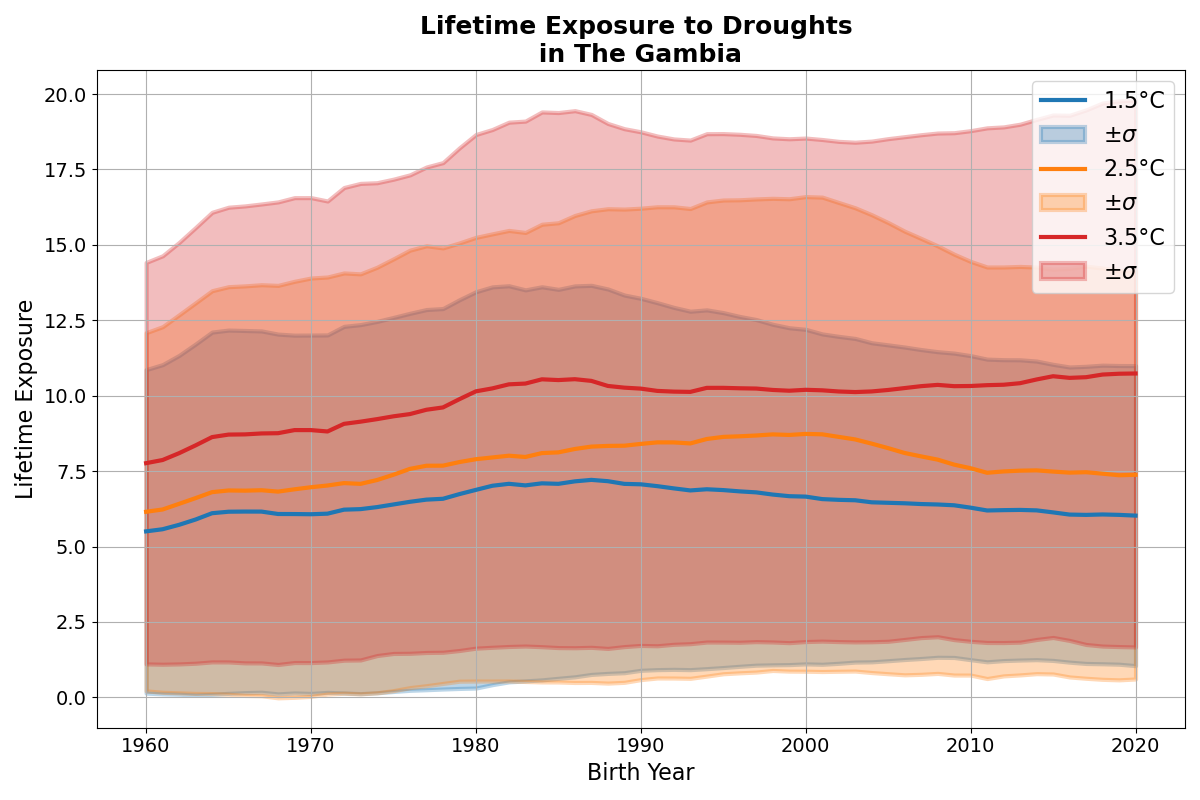 Lifetime Exposure to Droughts
in The Gambia
20.0
17.5
15.0
12.5
10.0
7.5
5.0
2.5
0.0
Lifetime Exposure
1960
1970
1980
1990
2000
2010
2020
Birth Year
1.5°C
±σ
2.5°C
±σ
3.5°C
±σ